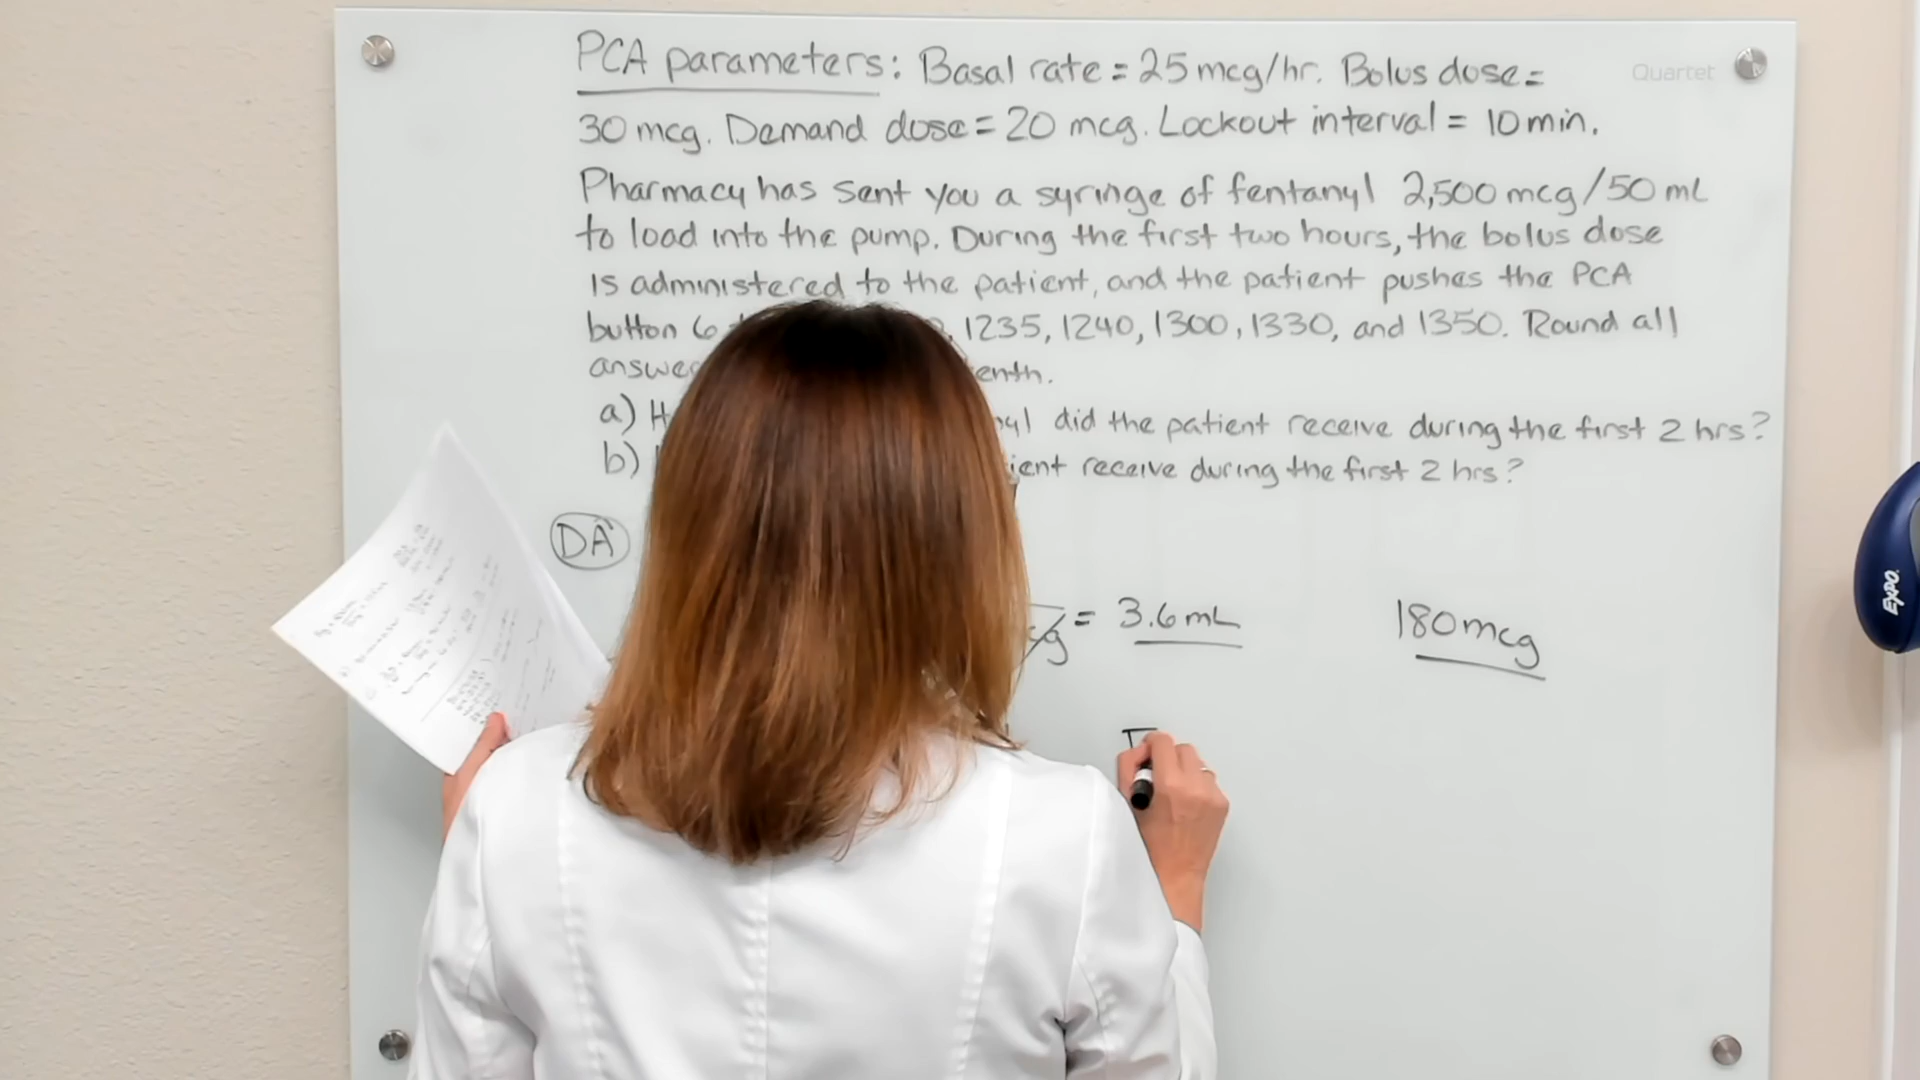 PCA parameters: Basal rate = 25 mcg/hr. Bolus dose =
Quartet
30 mcg. Demand dose = 20 mcg. Lockout interval = 10 min.
Pharmacy has sent you a syringe of fentanyl 2,500 mcg/50 mL
to load into the pump. During the first two hours, the bolus dose
is administered to the patient, and the patient pushes the PCA
button 6 1235, 1240, 1300, 1330, and 1350. Round all
a) did the patient receive during the first 2 hrs?
b) receive during the first 2 hrs?
DA
= 3.6 mL
180 mcg
EXPO